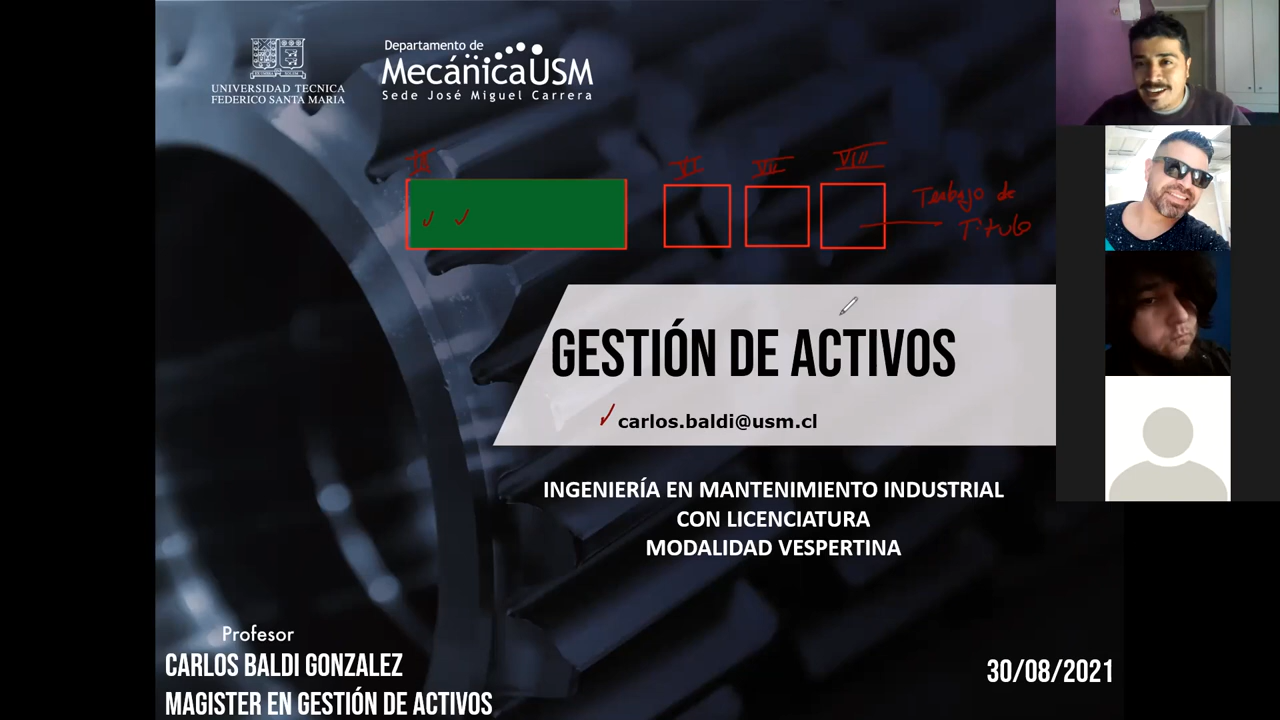 UNIVERSIDAD TECNICA
FEDERICO SANTA MARIA
Departamento de
MecánicaUSM
Sede José Miguel Carrera
VI VII VIII
Trabajo de
Titulo
GESTIÓN DE ACTIVOS
carlos.baldi@usm.cl
INGENIERÍA EN MANTENIMIENTO INDUSTRIAL
CON LICENCIATURA
MODALIDAD VESPERTINA
Profesor
CARLOS BALDI GONZALEZ
MAGISTER EN GESTIÓN DE ACTIVOS
30/08/2021